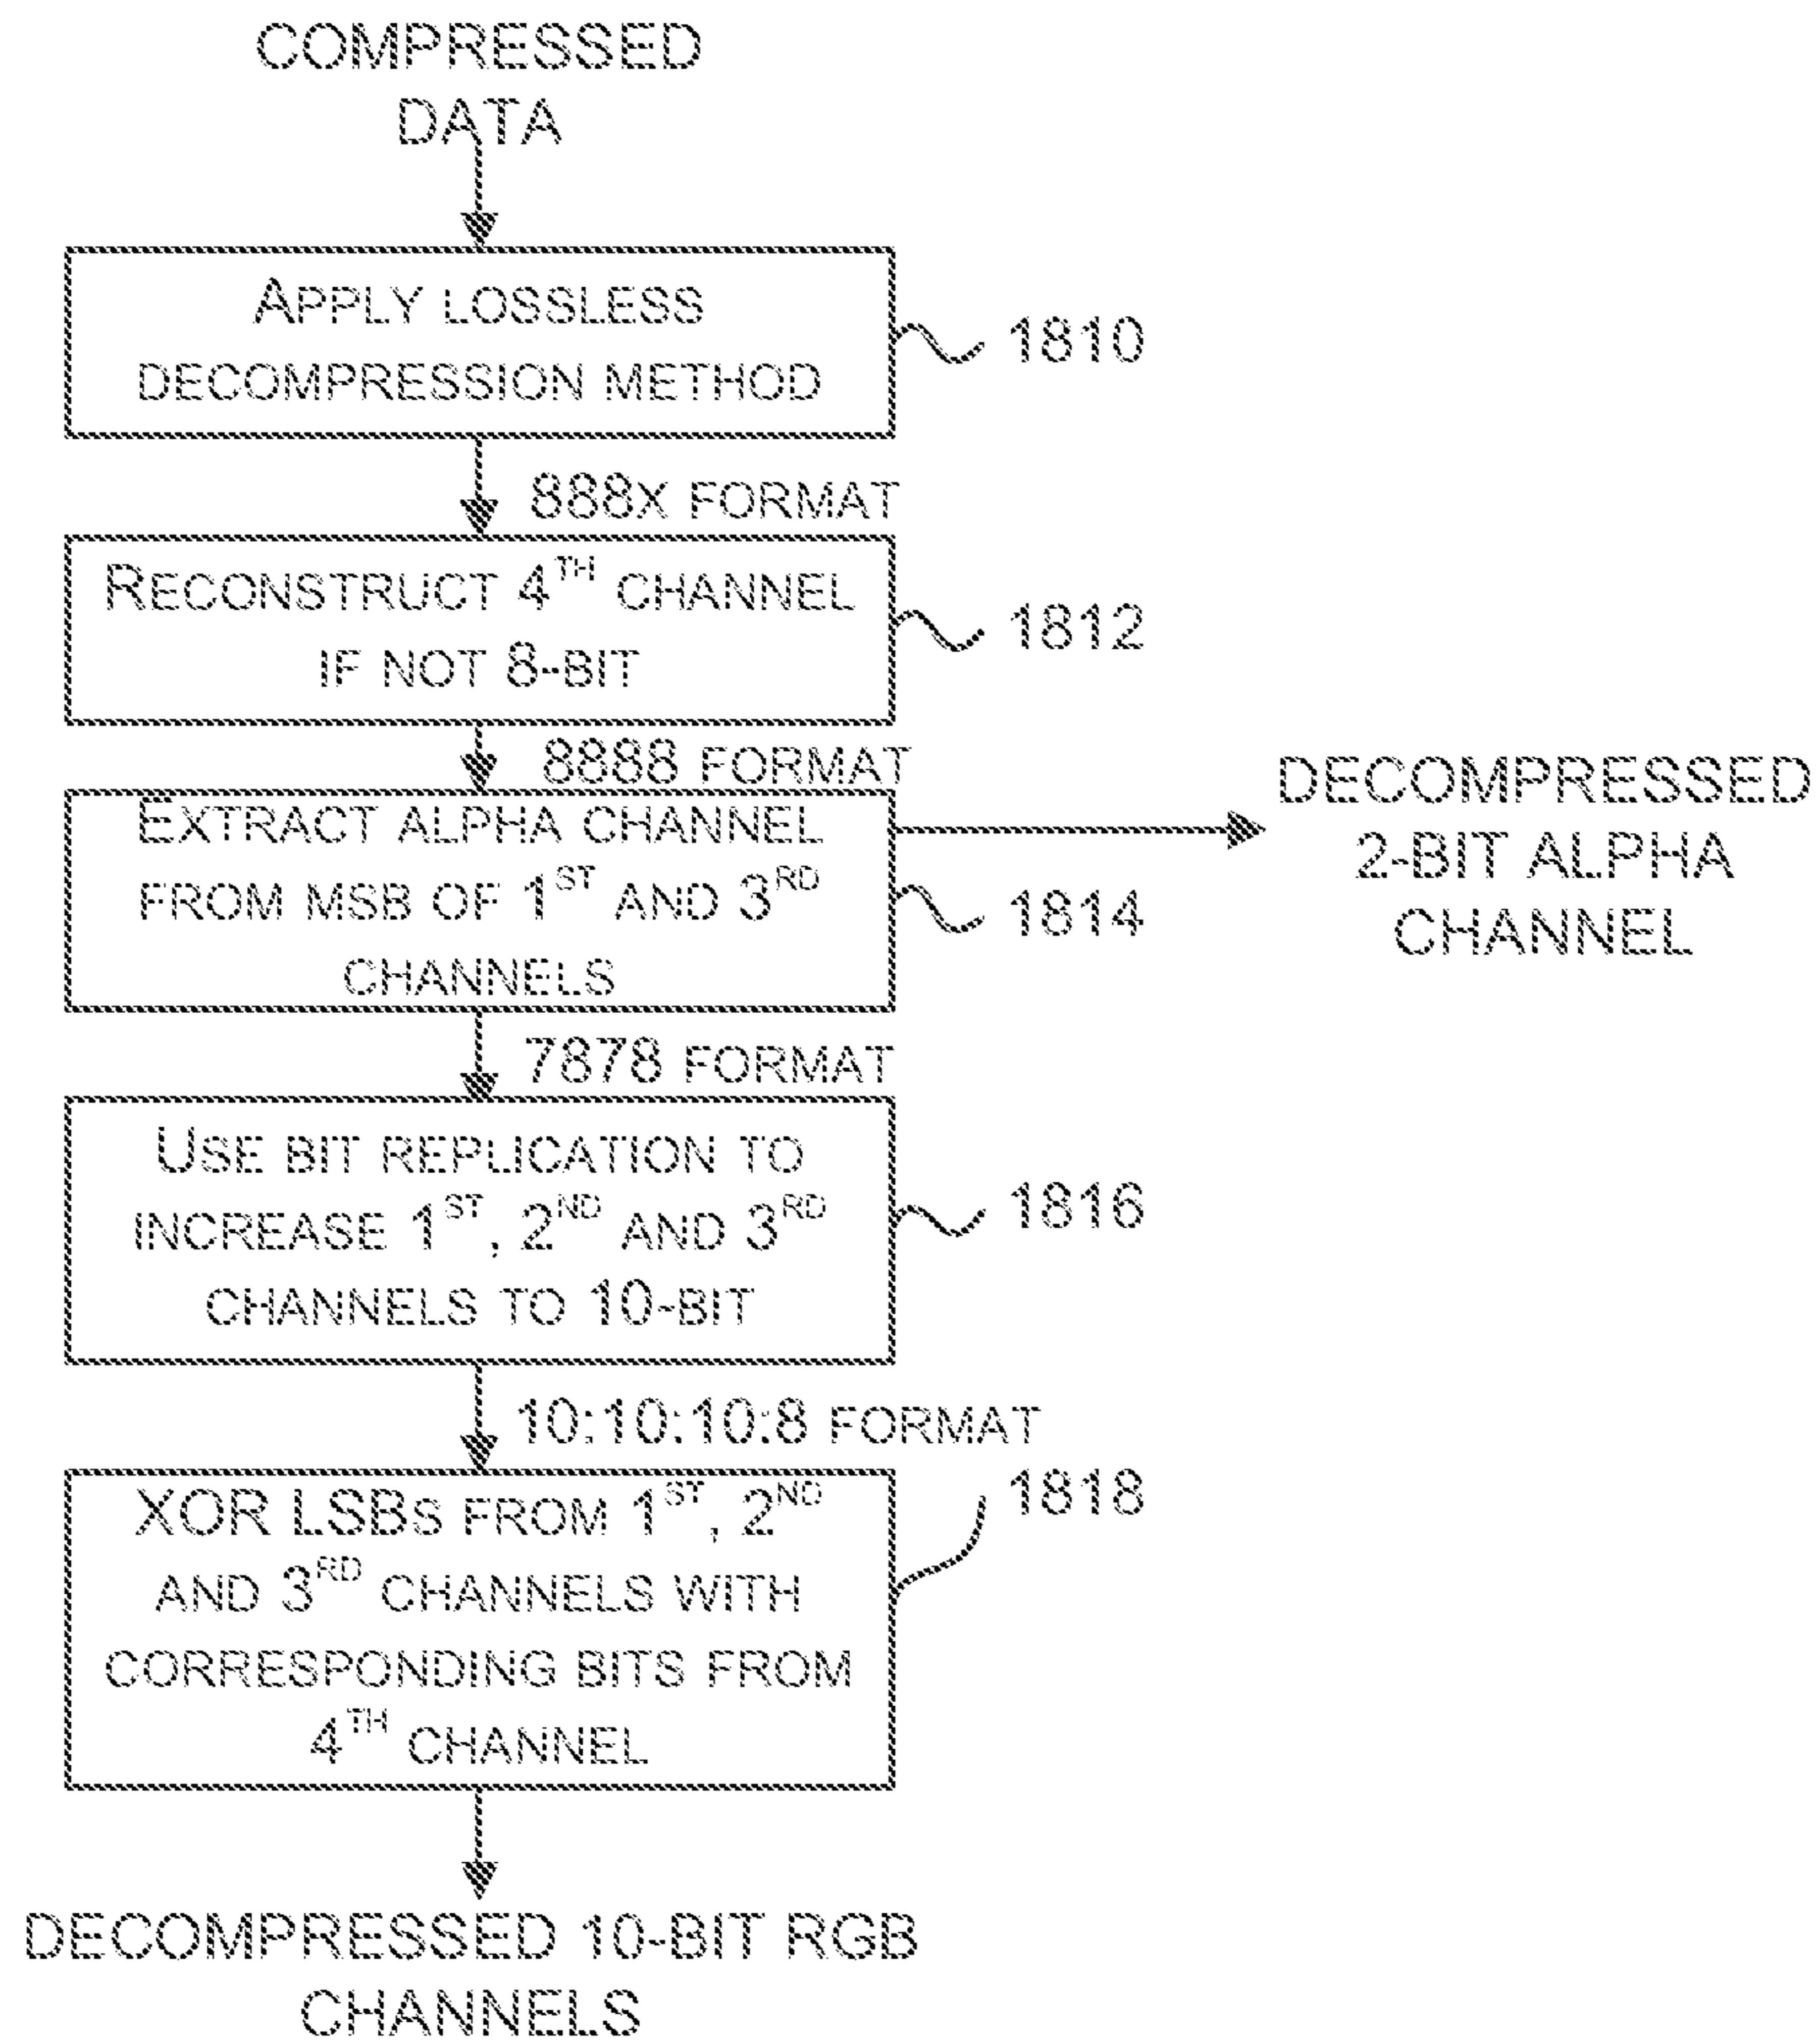 COMPRESSED
DATA
APPLY LOSSLESS
DECOMPRESSION METHOD
1810
888X FORMAT
RECONSTRUCT 4TH CHANNEL
IF NOT 8-BIT
1812
8888 FORMAT
EXTRACT ALPHA CHANNEL
FROM MSB OF 1ST AND 3RD
CHANNELS
1814
DECOMPRESSED
2-BIT ALPHA
CHANNEL
7878 FORMAT
USE BIT REPLICATION TO
INCREASE 1ST, 2ND AND 3RD
CHANNELS TO 10-BIT
1816
10:10:10:8 FORMAT
XOR LSBS FROM 1ST, 2ND
AND 3RD CHANNELS WITH
CORRESPONDING BITS FROM
4TH CHANNEL
1818
DECOMPRESSED 10-BIT RGB
CHANNELS